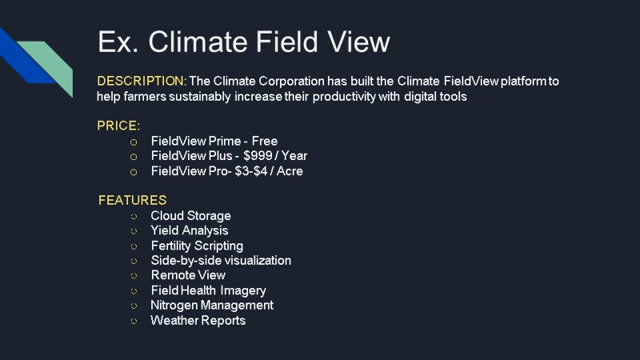 Ex. Climate Field View
DESCRIPTION: The Climate Corporation has built the Climate FieldView platform to
help farmers sustainably increase their productivity with digital tools
PRICE:
FieldView Prime - Free
FieldView Plus - $999 / Year
FieldView Pro- $3-$4 / Acre
FEATURES
Cloud Storage
Yield Analysis
Fertility Scripting
Side-by-side visualization
Remote View
Field Health Imagery
Nitrogen Management
Weather Reports